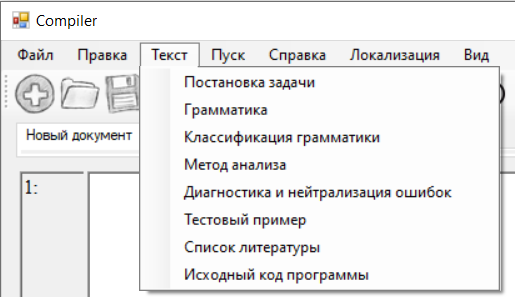 Compiler
Файл Правка Текст Пуск Справка Локализация Вид
Постановка задачи
Грамматика
Классификация грамматики
Метод анализа
Новый документ
Диагностика и нейтрализация ошибок
Тестовый пример
Список литературы
Исходный код программы
1: